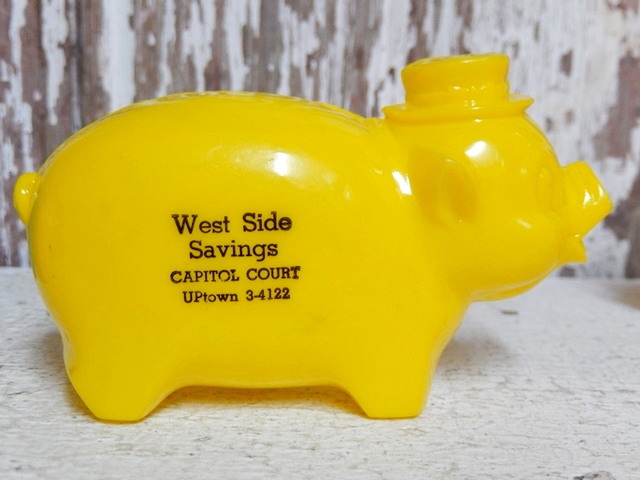 West Side
Savings
CAPITOL COURT
UPtown 3-4122